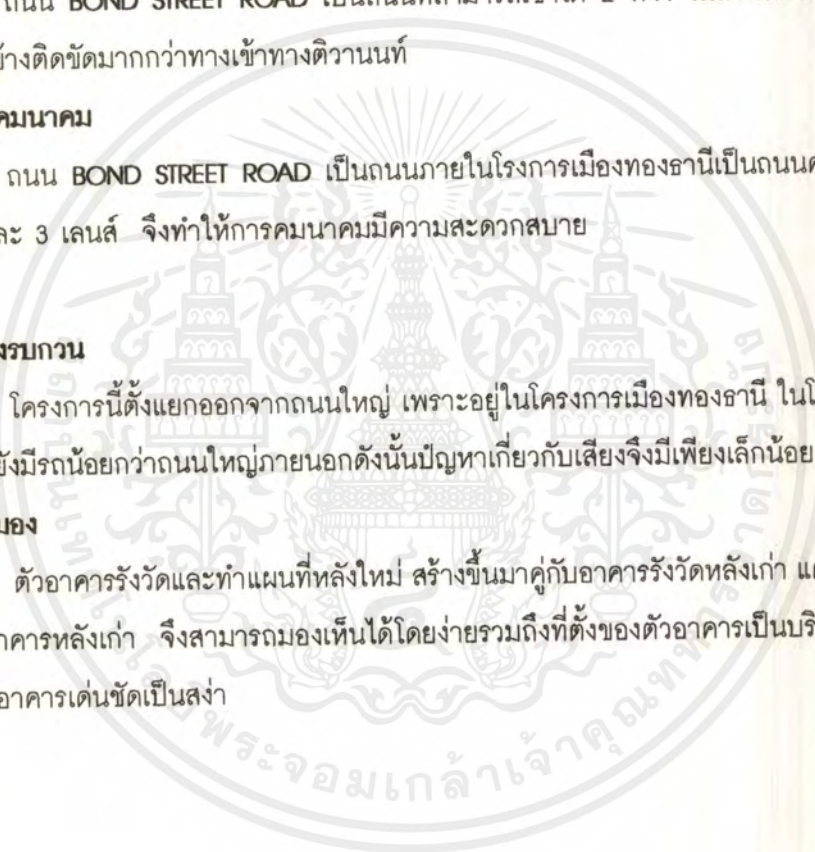 ถนน BOND STREET ROAD เป็นถนนที่สามารถเข้าได้ 2
ข้างติดขัดมากกว่าทางเข้าทางติวานนท์
คมนาคม
ถนน BOND STREET ROAD เป็นถนนภายในโรงการเมืองทองธานีเป็นถนนค
ละ 3 เลนส์ จึงทำให้การคมนาคมมีความสะดวกสบาย
งรบกวน
โครงการนี้ตั้งแยกออกจากถนนใหญ่ เพราะอยู่ในโครงการเมืองทองธานี ในโ
ยังมีรถน้อยกว่าถนนใหญ่ภายนอกดังนั้นปัญหาเกี่ยวกับเสียงจึงมีเพียงเล็กน้อย
มอง
ตัวอาคารรังวัดและทำแผนที่หลังใหม่ สร้างขึ้นมาคู่กับอาคารรังวัดหลังเก่า แต
าคารหลังเก่า จึงสามารถมองเห็นได้โดยง่ายรวมถึงที่ตั้งของตัวอาคารเป็นบริ
อาคารเด่นชัดเป็นสง่า
พระจอมเกล้าเจ้าคุณทหาร